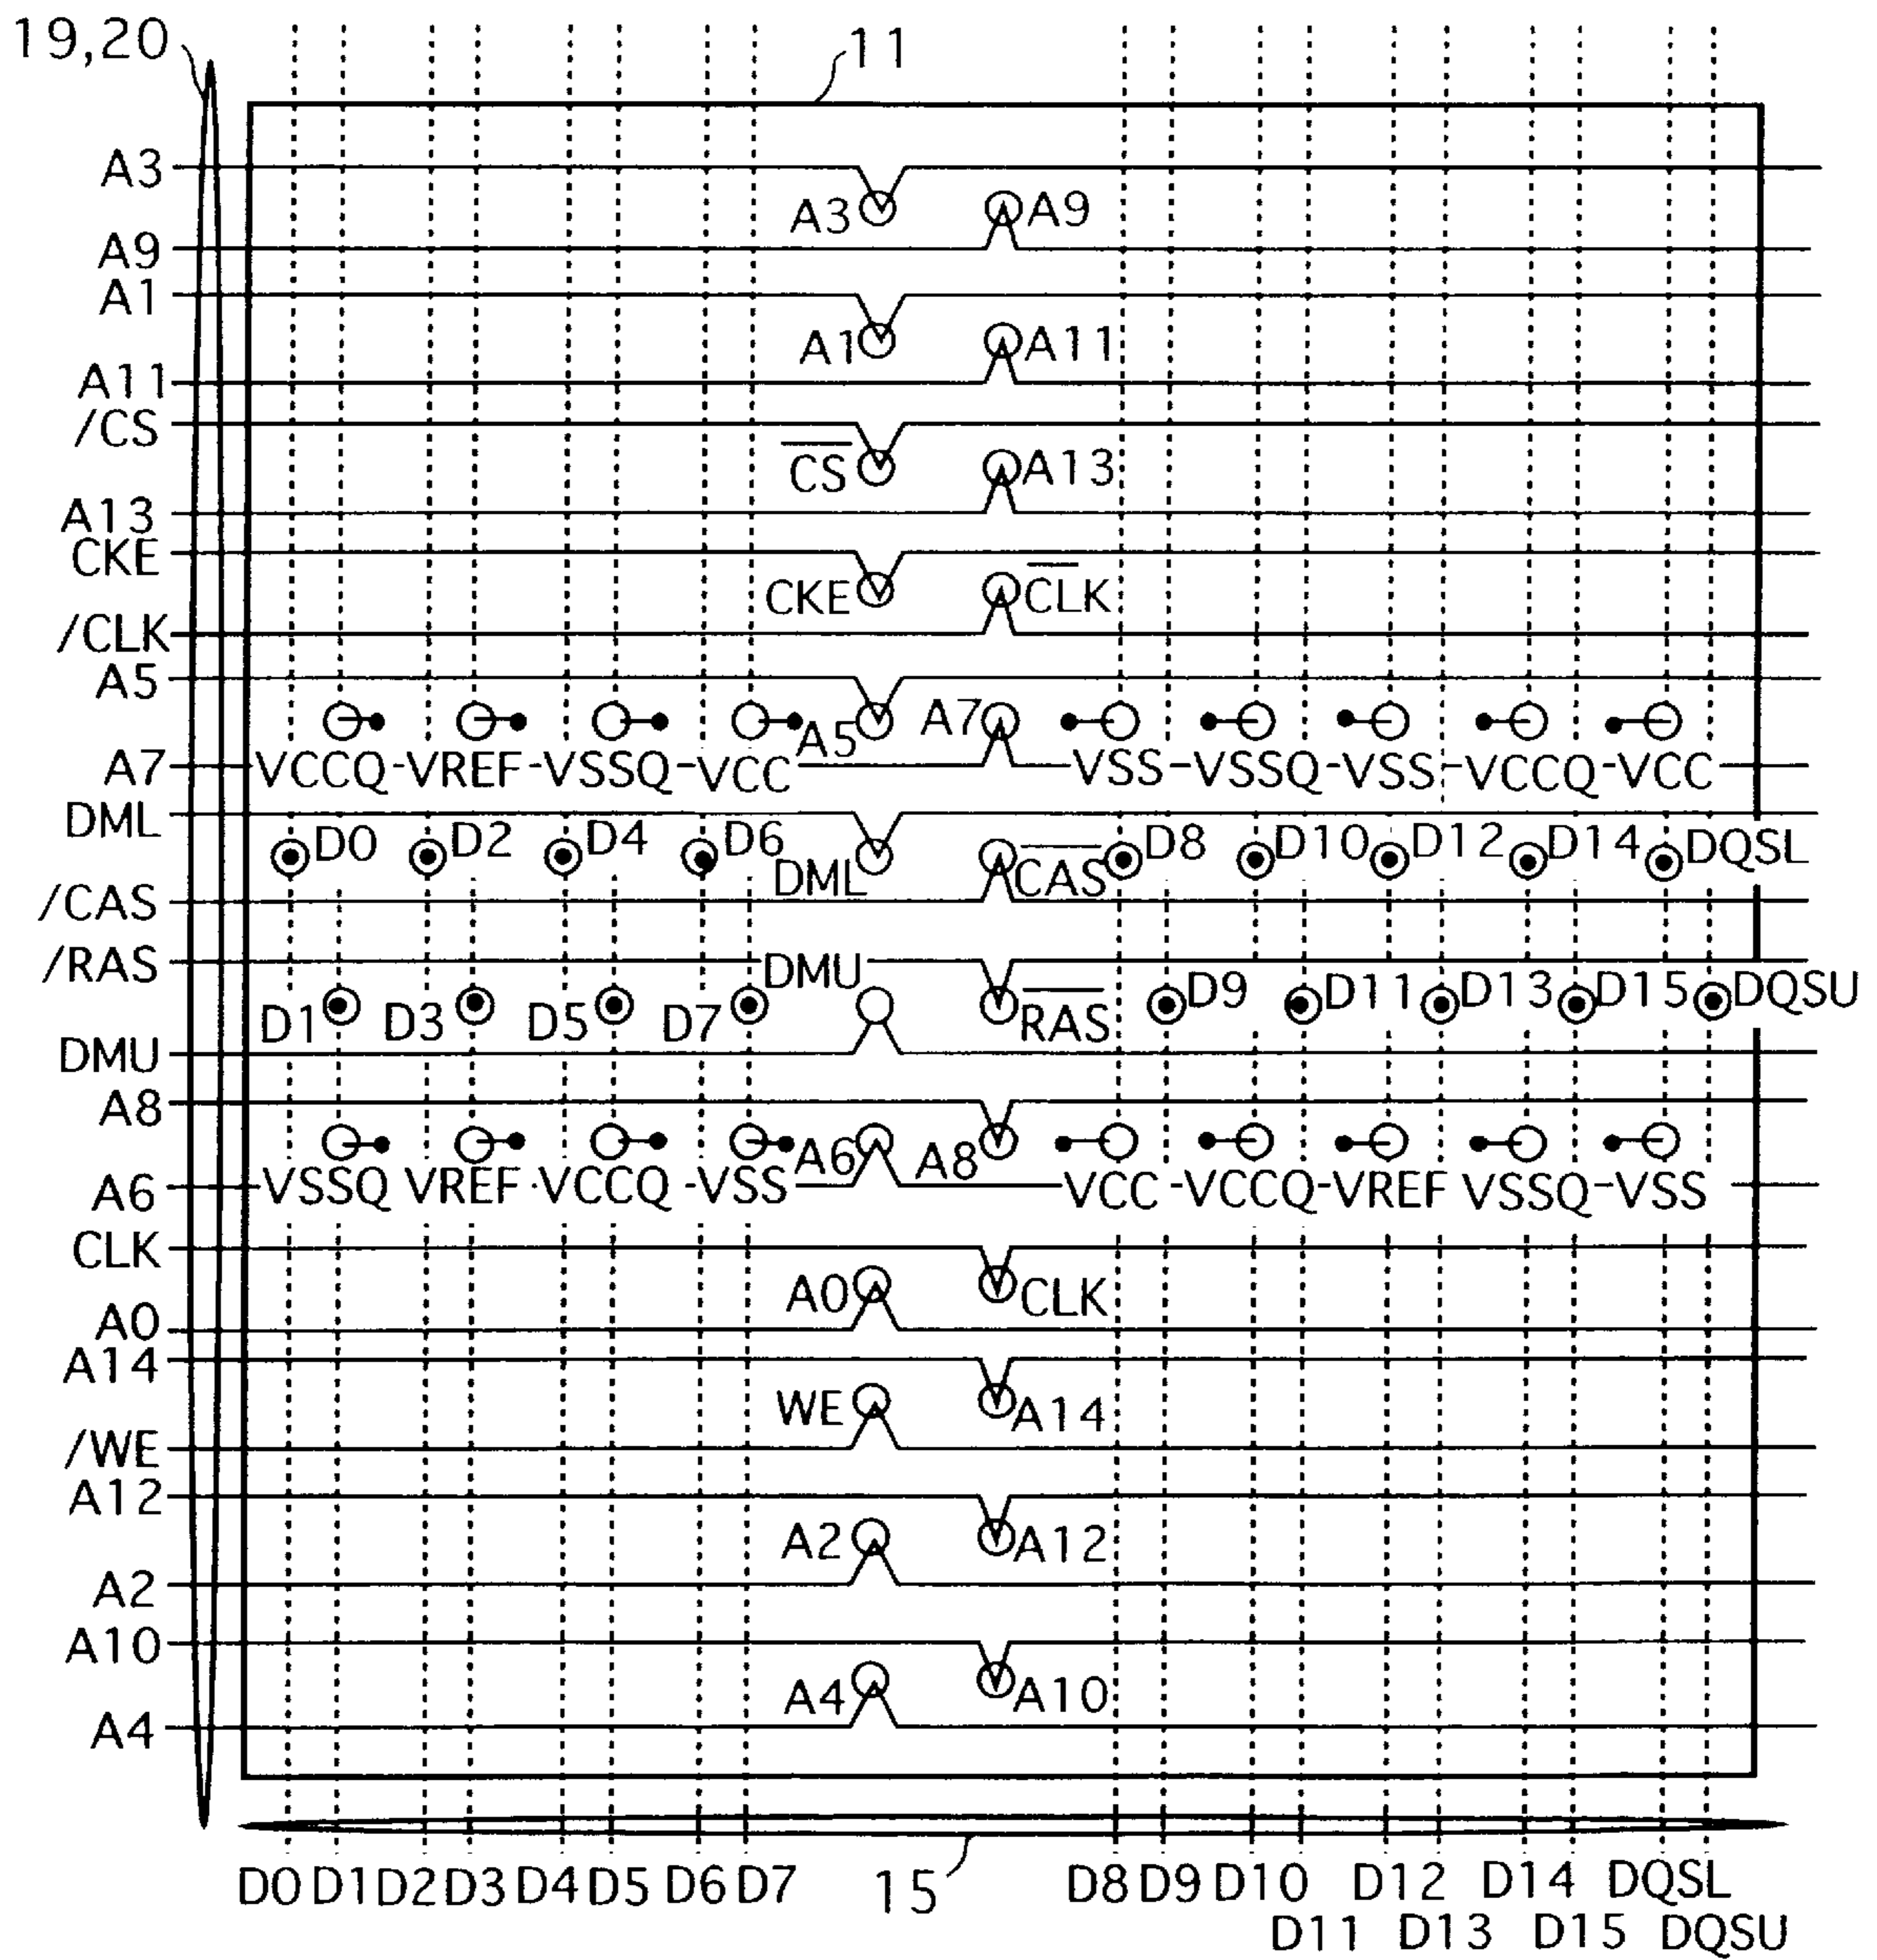 19,20
11
A3
A3
A9
A9
A1
A1
A11
A11
/CS
CS
A13
A13
CKE
CKE
CLK
/CLK
A5
A5
A7
A7
VCCQ VREF VSSQ VCC VSS VSSQ VSS VCCQ VCC
DML
D0 D2 D4 D6 DML CAS D8 D10 D12 D14 DQSL
/CAS
/RAS
DMU
D1 D3 D5 D7 RAS D9 D11 D13 D15 DQSU
DMU
A8
A6 A8
A6
VSSQ VREF VCCQ VSS VCC VCCQ VREF VSSQ VSS
CLK
A0 CLK
A0
A14
WE A14
/WE
A12
A2 A12
A2
A10
A4 A10
A4
D0 D1 D2 D3 D4 D5 D6 D7 15 D8 D9 D10 D12 D14 DQSL
D11 D13 D15 DQSU